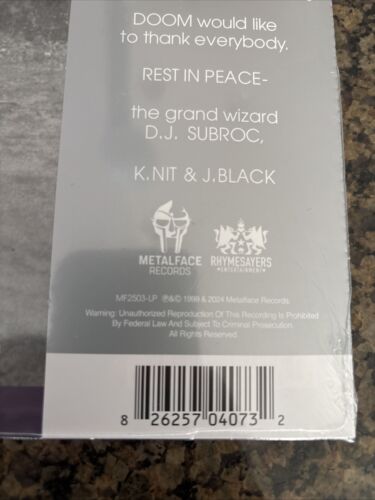 DOOM would like
to thank everybody.
REST IN PEACE-
the grand wizard
D.J. SUBROC,
K.NIT & J.BLACK
METALFACE
RECORDS
RHYMESAYERS
ENTERTAINMENT
MF2503-LP ℗&© 1999 & 2024 Metalface Records.
Warning: Unauthorized Reproduction Of This Recording Is Prohibited
By Federal Law And Subject To Criminal Prosecution.
All Rights Reserved.
8 26257 04073 2